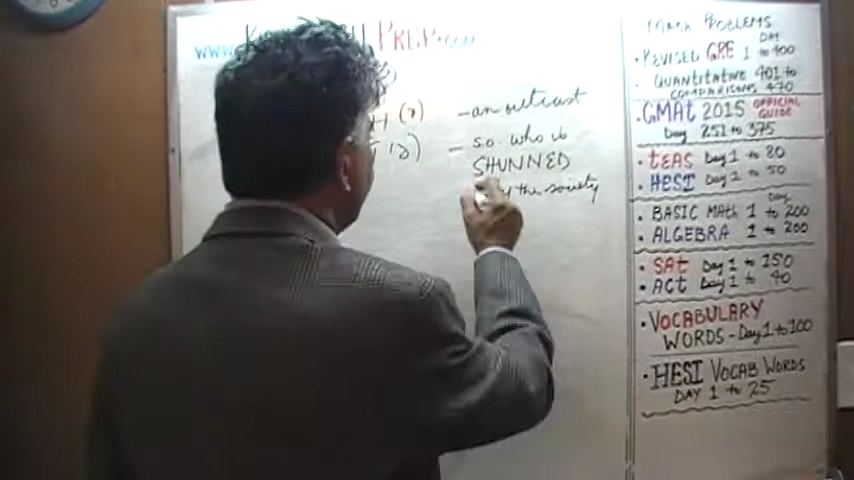 www. PREP.com
H (n) - an outcast
- s.o. who is
SHUNNED
the society
MATH PROBLEMS
DAY
• REVISED GRE 1 to 400
• QUANTITATIVE 401 to
COMPARISONS 470
• GMAT 2015 OFFICIAL
GUIDE
Day 251 to 375
• TEAS Day 1 to 80
• HESI Day 1 to 50
DAY
• BASIC MATH 1 to 200
• ALGEBRA 1 to 200
• SAT Day 1 to 150
• ACT Day 1 to 40
• VOCABULARY
WORDS - Day 1 to 100
• HESI VOCAB WORDS
DAY 1 to 25